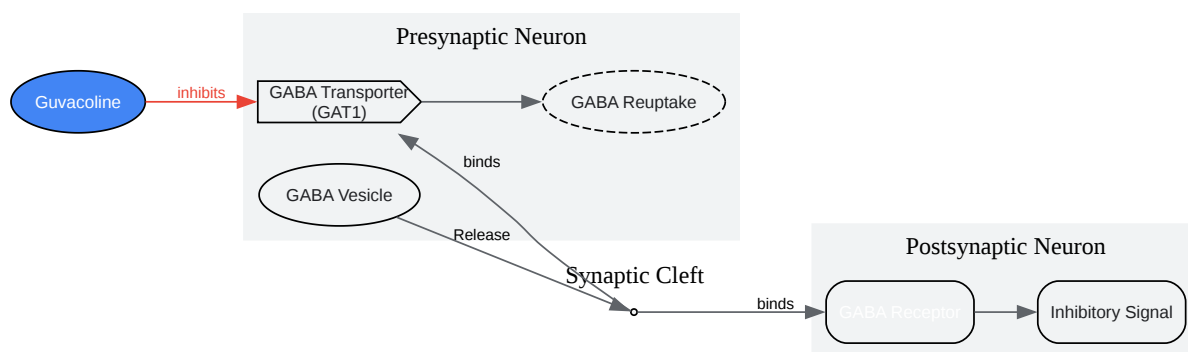 Presynaptic Neuron
Guvacoline
inhibits
GABA Transporter
(GAT1)
GABA Reuptake
binds
GABA Vesicle
Release
Synaptic Cleft
binds
Postsynaptic Neuron
GABA Receptor
Inhibitory Signal